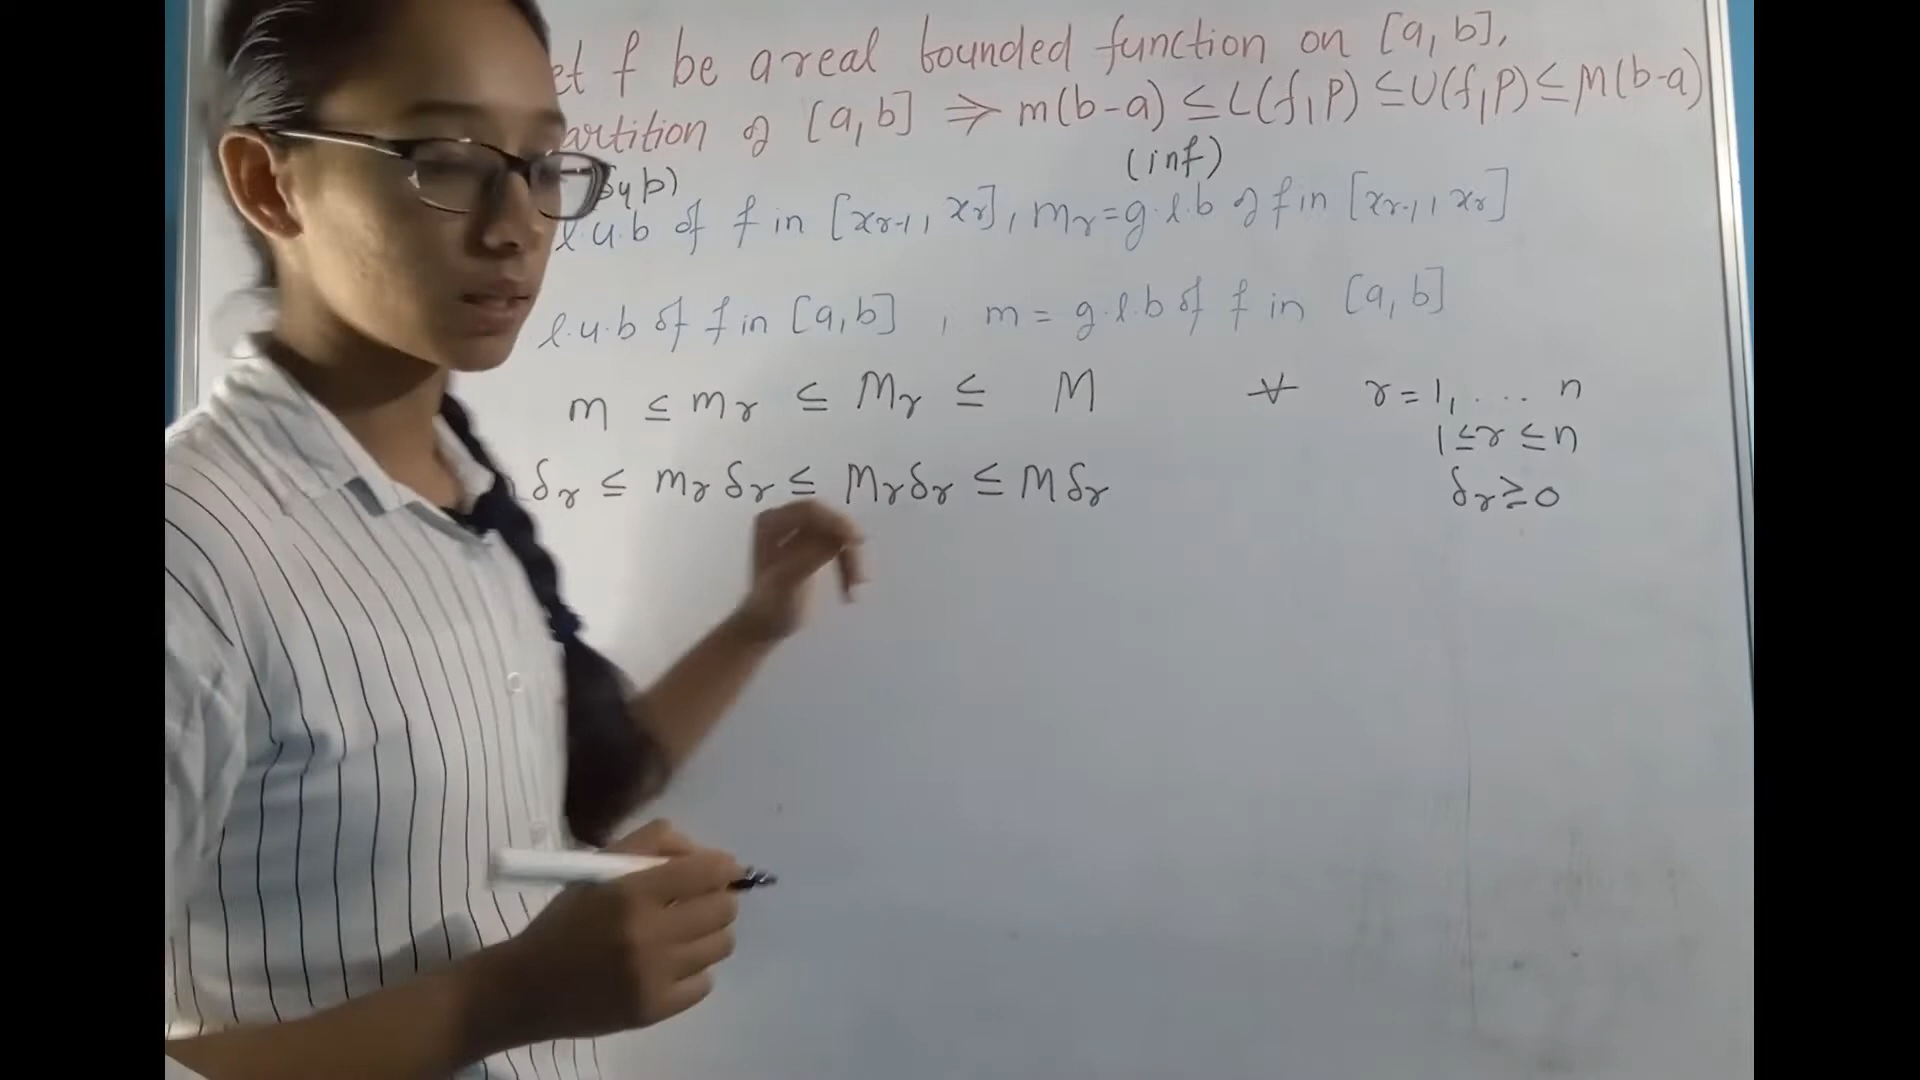 et f be a real bounded function on [a, b],
artition of [a, b] ⇒ m(b-a) ≤ L(f, P) ≤ U(f, P) ≤ M(b-a)
(inf)
l.u.b of f in [xᵣ₋₁, xᵣ], mᵣ = g.l.b of f in [xᵣ₋₁, xᵣ]
l.u.b of f in [a, b] , m = g.l.b of f in [a, b]
m ≤ mᵣ ≤ Mᵣ ≤ M ∀ r = 1, ... n
1 ≤ r ≤ n
δᵣ ≤ mᵣ δᵣ ≤ Mᵣ δᵣ ≤ M δᵣ
δᵣ ≥ 0